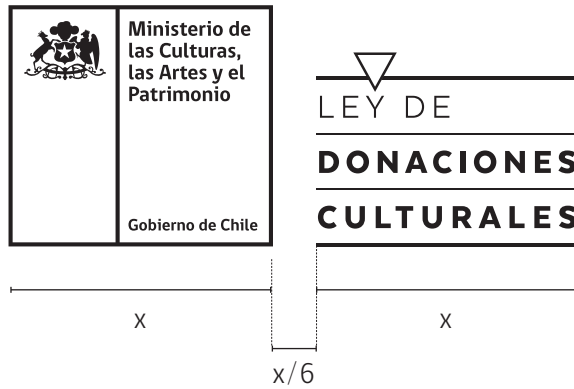 Ministerio de
las Culturas,
las Artes y el
Patrimonio
Gobierno de Chile
LEY DE
DONACIONES
CULTURALES
x
x
x/6